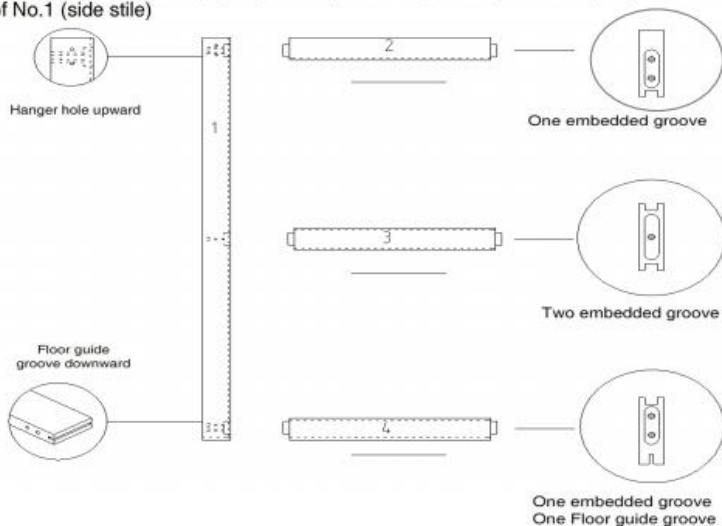 of No.1 (side stile)
Hanger hole upward
1
2
One embedded groove
3
Two embedded groove
Floor guide
groove downward
4
One embedded groove
One Floor guide groove